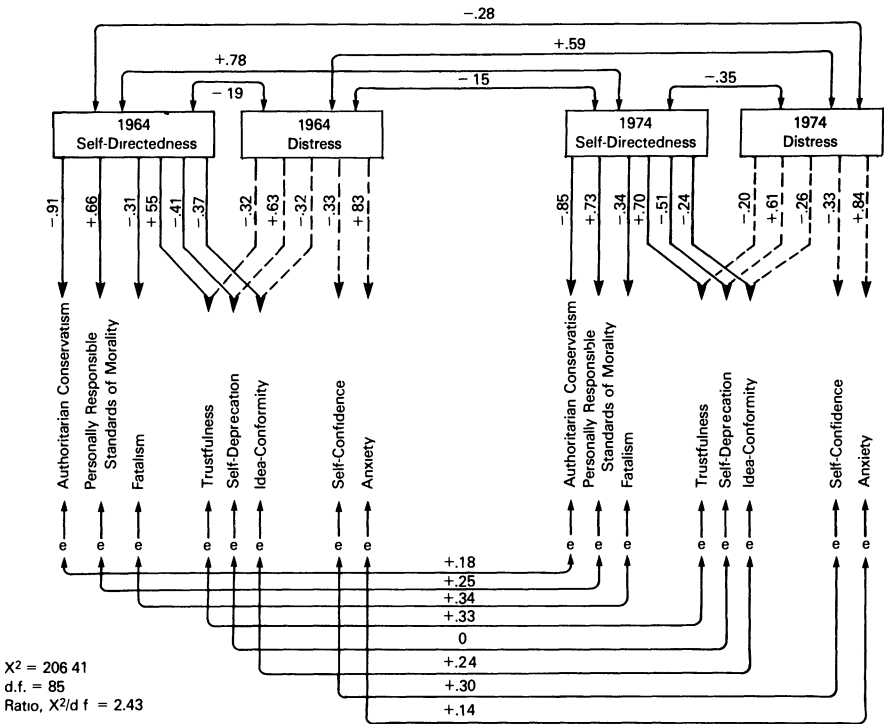 −.28
+.59
+.78
− 15
−.35
− 19
1964
Self-Directedness
1964
Distress
1974
Self-Directedness
1974
Distress
−.91
+.66
−.31
+ 55
−.41
−.37
−.32
+.63
−.32
−.33
+83
−.85
+.73
−.34
+.70
−.51
−.24
−.20
+.61
−.26
−.33
+.84
Authoritarian Conservatism
Personally Responsible
Standards of Morality
Fatalism
Trustfulness
Self-Deprecation
Idea-Conformity
Self-Confidence
Anxiety
Authoritarian Conservatism
Personally Responsible
Standards of Morality
Fatalism
Trustfulness
Self-Deprecation
Idea-Conformity
Self-Confidence
Anxiety
e e e e e e e e e e e e e e e e
+.18
+.25
+.34
+.33
0
+.24
+.30
+.14
X² = 206 41
d.f. = 85
Ratio, X²/d f = 2.43